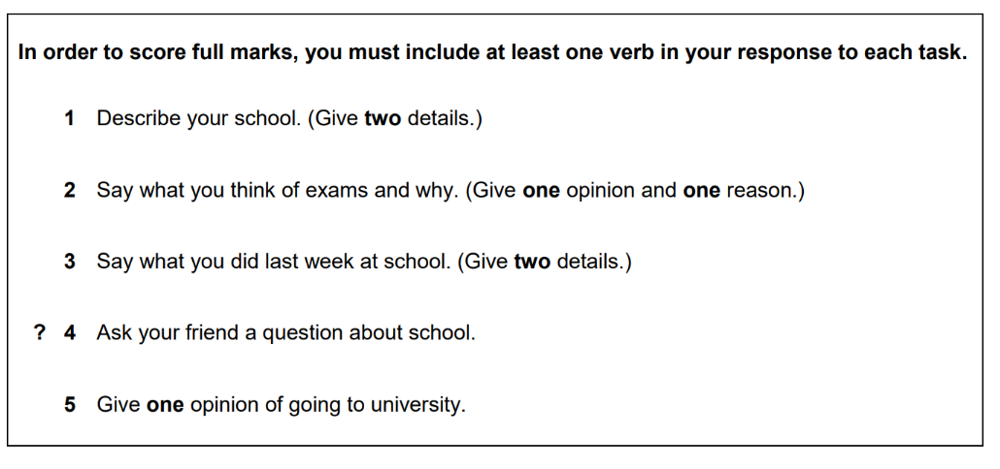 In order to score full marks, you must include at least one verb in your response to each task.
1 Describe your school. (Give two details.)
2 Say what you think of exams and why. (Give one opinion and one reason.)
3 Say what you did last week at school. (Give two details.)
? 4 Ask your friend a question about school.
5 Give one opinion of going to university.